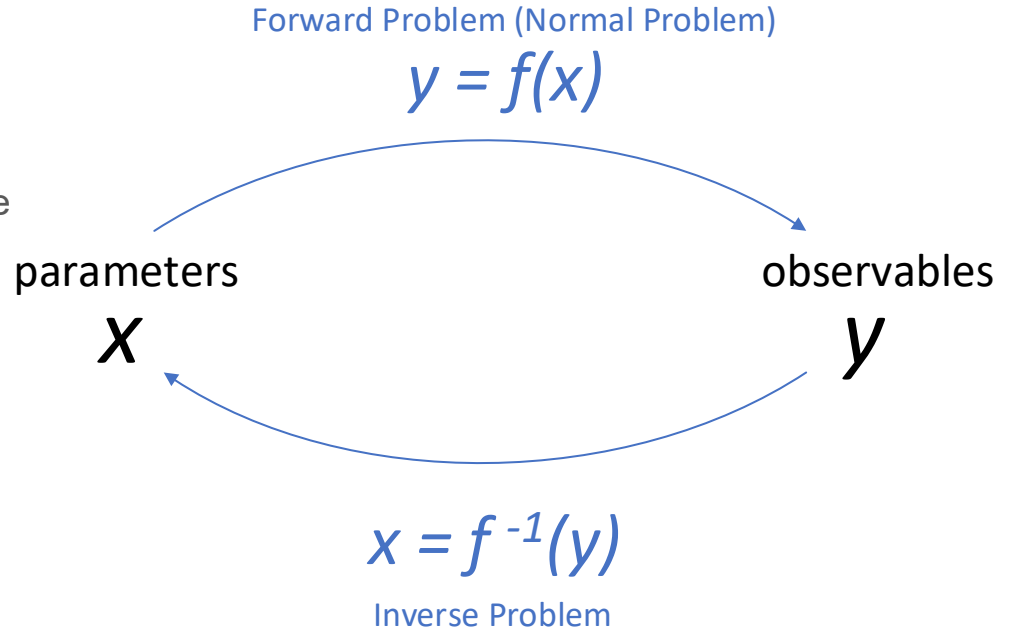 Forward Problem (Normal Problem)
y = f(x)
e
parameters
x
observables
y
x = f ⁻¹(y)
Inverse Problem